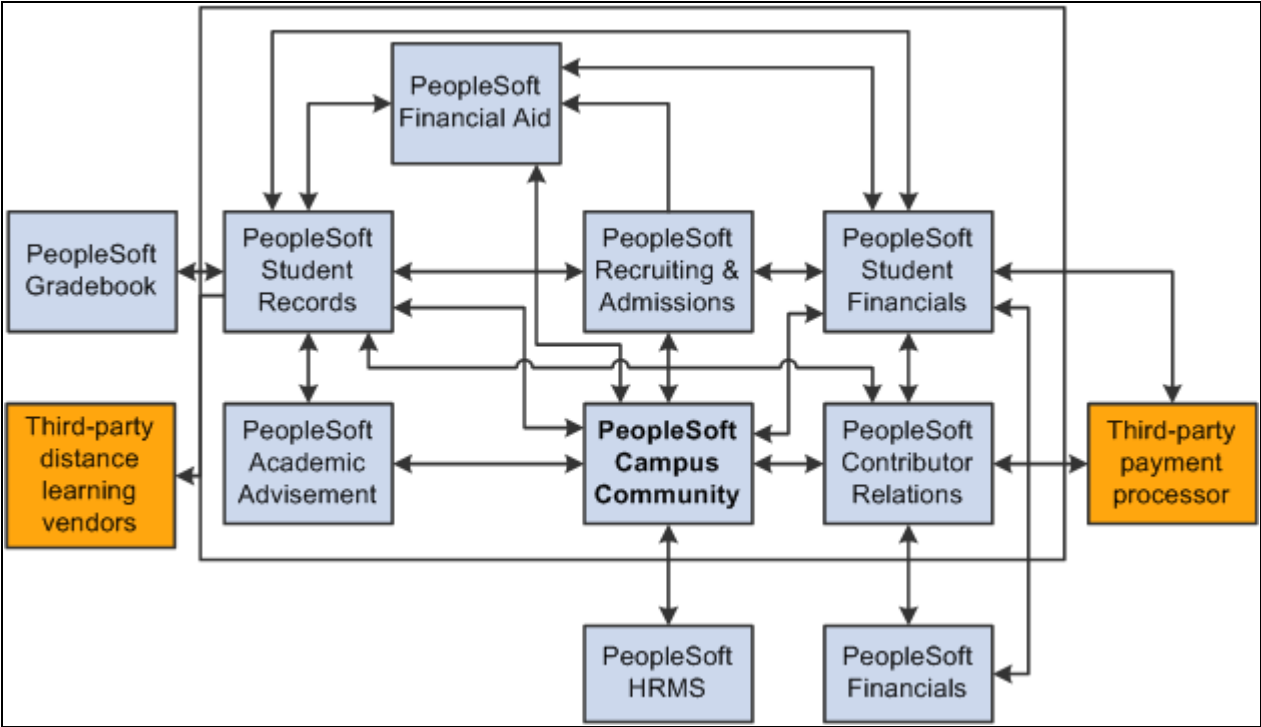 PeopleSoft
Financial Aid
PeopleSoft
Gradebook
PeopleSoft
Student
Records
PeopleSoft
Recruiting &
Admissions
PeopleSoft
Student
Financials
Third-party
distance
learning
vendors
PeopleSoft
Academic
Advisement
PeopleSoft
Campus
Community
PeopleSoft
Contributor
Relations
Third-party
payment
processor
PeopleSoft
HRMS
PeopleSoft
Financials